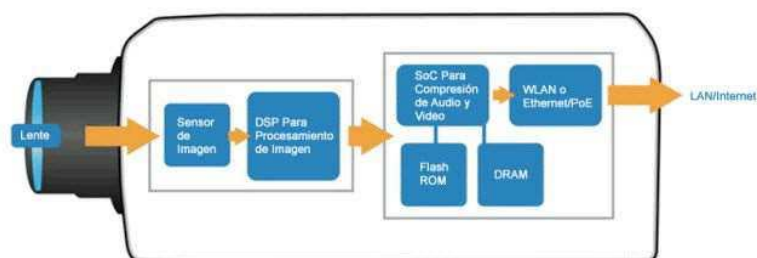 Lente
Sensor
de
Imagen
DSP Para
Procesamiento
de Imagen
SoC Para
Compresión
de Audio y
Video
WLAN o
Ethernet/PoE
Flash
ROM
DRAM
LAN/Internet